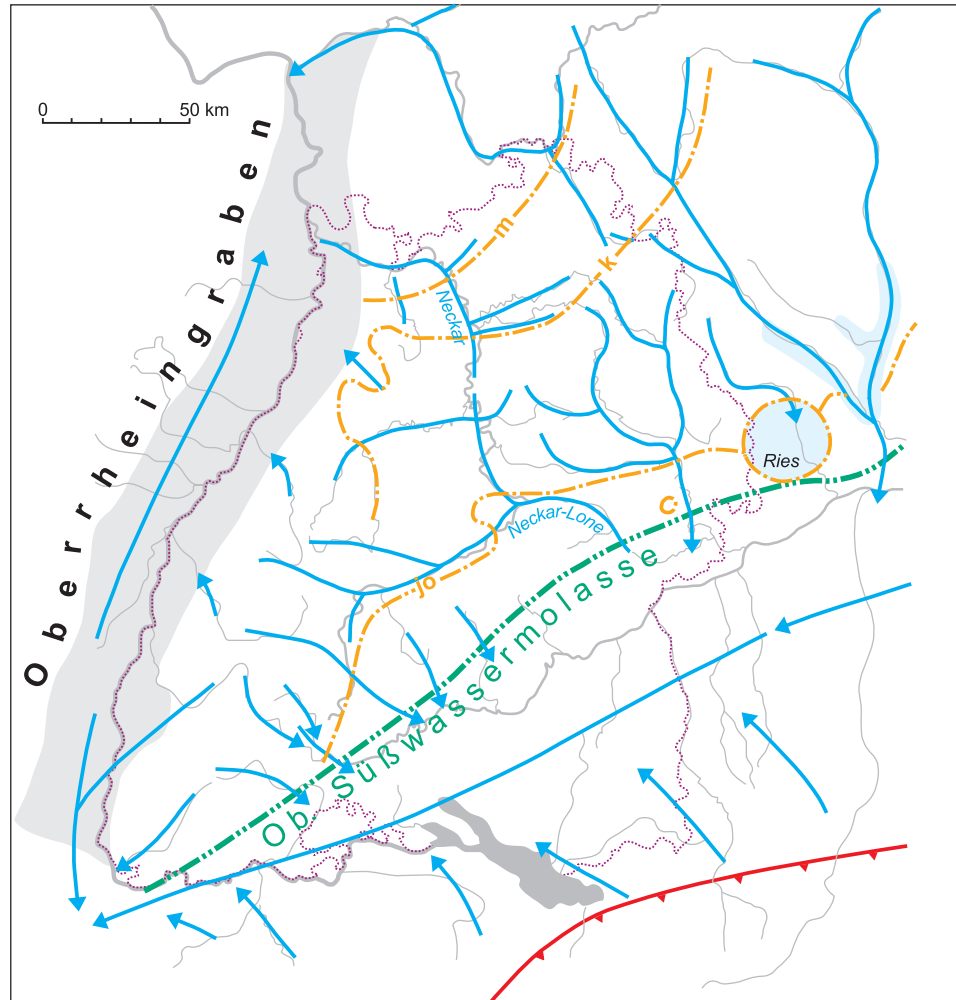 0 50 km
Oberrheingraben
m
k
Neckar
Ries
Neckar-Lone
jo
Ob. Süßwassermolasse